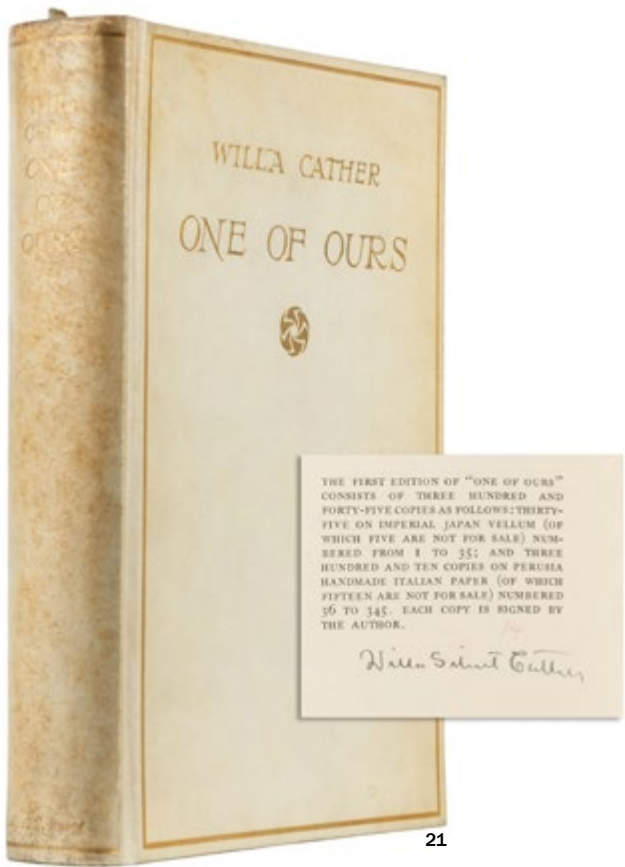 WILLA CATHER
ONE OF OURS
ONE
OF
OURS
THE FIRST EDITION OF "ONE OF OURS"
CONSISTS OF THREE HUNDRED AND
FORTY-FIVE COPIES AS FOLLOWS: THIRTY-
FIVE ON IMPERIAL JAPAN VELLUM (OF
WHICH FIVE ARE NOT FOR SALE) NUM-
BERED FROM 1 TO 35; AND THREE
HUNDRED AND TEN COPIES ON PERUSIA
HANDMADE ITALIAN PAPER (OF WHICH
FIFTEEN ARE NOT FOR SALE) NUMBERED
36 TO 345. EACH COPY IS SIGNED BY
THE AUTHOR.
Willa Sibert Cather
21